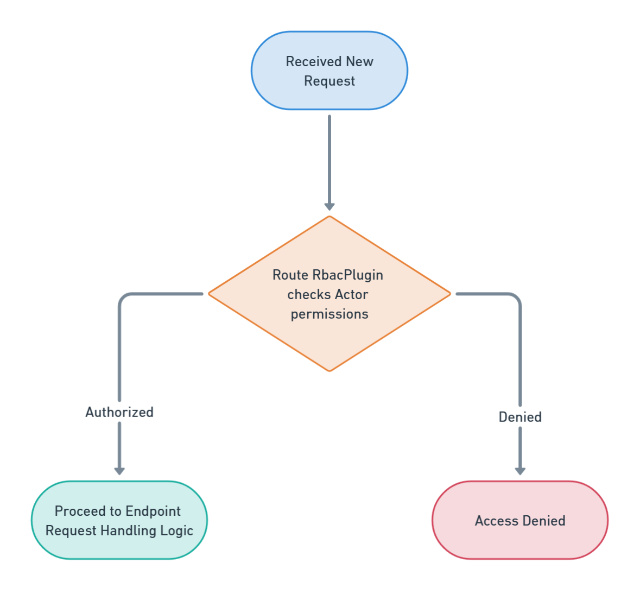 Received New
Request
Route RbacPlugin
checks Actor
permissions
Authorized
Denied
Proceed to Endpoint
Request Handling Logic
Access Denied